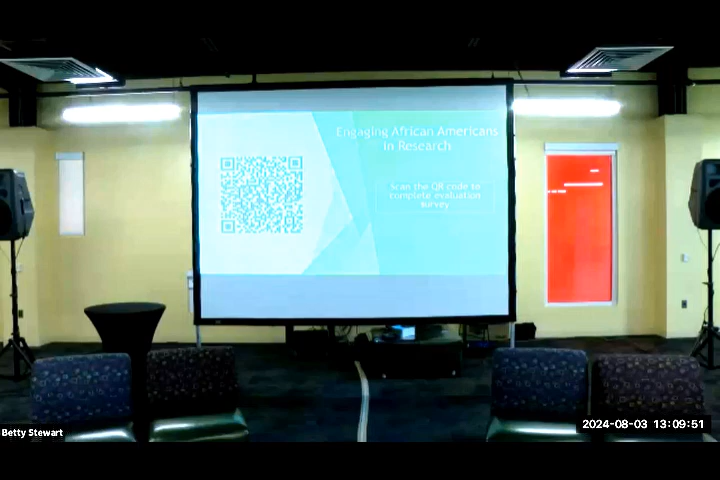 Engaging African Americans
in Research
Scan the QR code to
complete evaluation
survey
Betty Stewart
2024-08-03 13:09:51